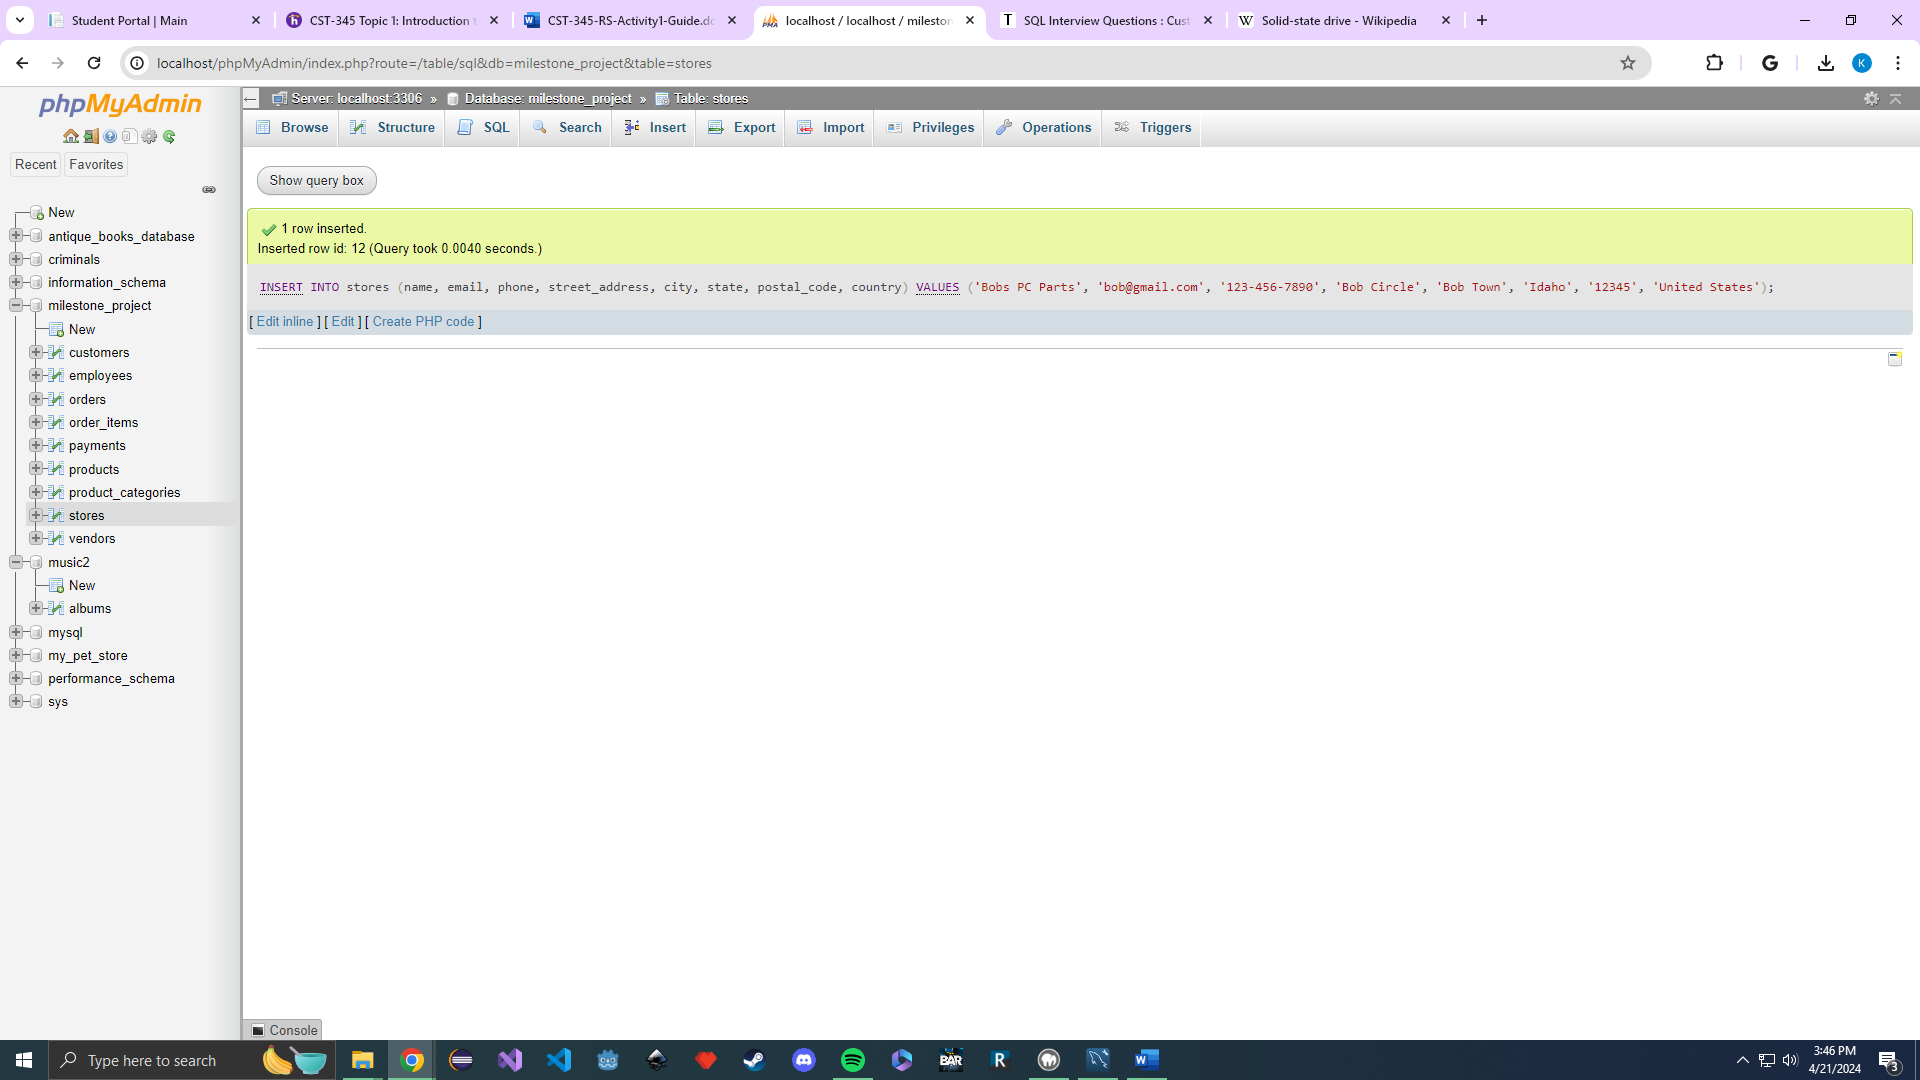 Student Portal | Main
CST-345 Topic 1: Introduction t
CST-345-RS-Activity1-Guide.do
localhost / localhost / mileston
SQL Interview Questions : Cust
Solid-state drive - Wikipedia
localhost/phpMyAdmin/index.php?route=/table/sql&db=milestone_project&table=stores
K
phpMyAdmin
Recent
Favorites
New
antique_books_database
criminals
information_schema
milestone_project
New
customers
employees
orders
order_items
payments
products
product_categories
stores
vendors
music2
New
albums
mysql
my_pet_store
performance_schema
sys
Server: localhost:3306 » Database: milestone_project » Table: stores
Browse Structure SQL Search Insert Export Import Privileges Operations Triggers
Show query box
1 row inserted.
Inserted row id: 12 (Query took 0.0040 seconds.)
INSERT INTO stores (name, email, phone, street_address, city, state, postal_code, country) VALUES ('Bobs PC Parts', 'bob@gmail.com', '123-456-7890', 'Bob Circle', 'Bob Town', 'Idaho', '12345', 'United States');
[ Edit inline ] [ Edit ] [ Create PHP code ]
Console
Type here to search
BAR
R
3:46 PM
4/21/2024
3